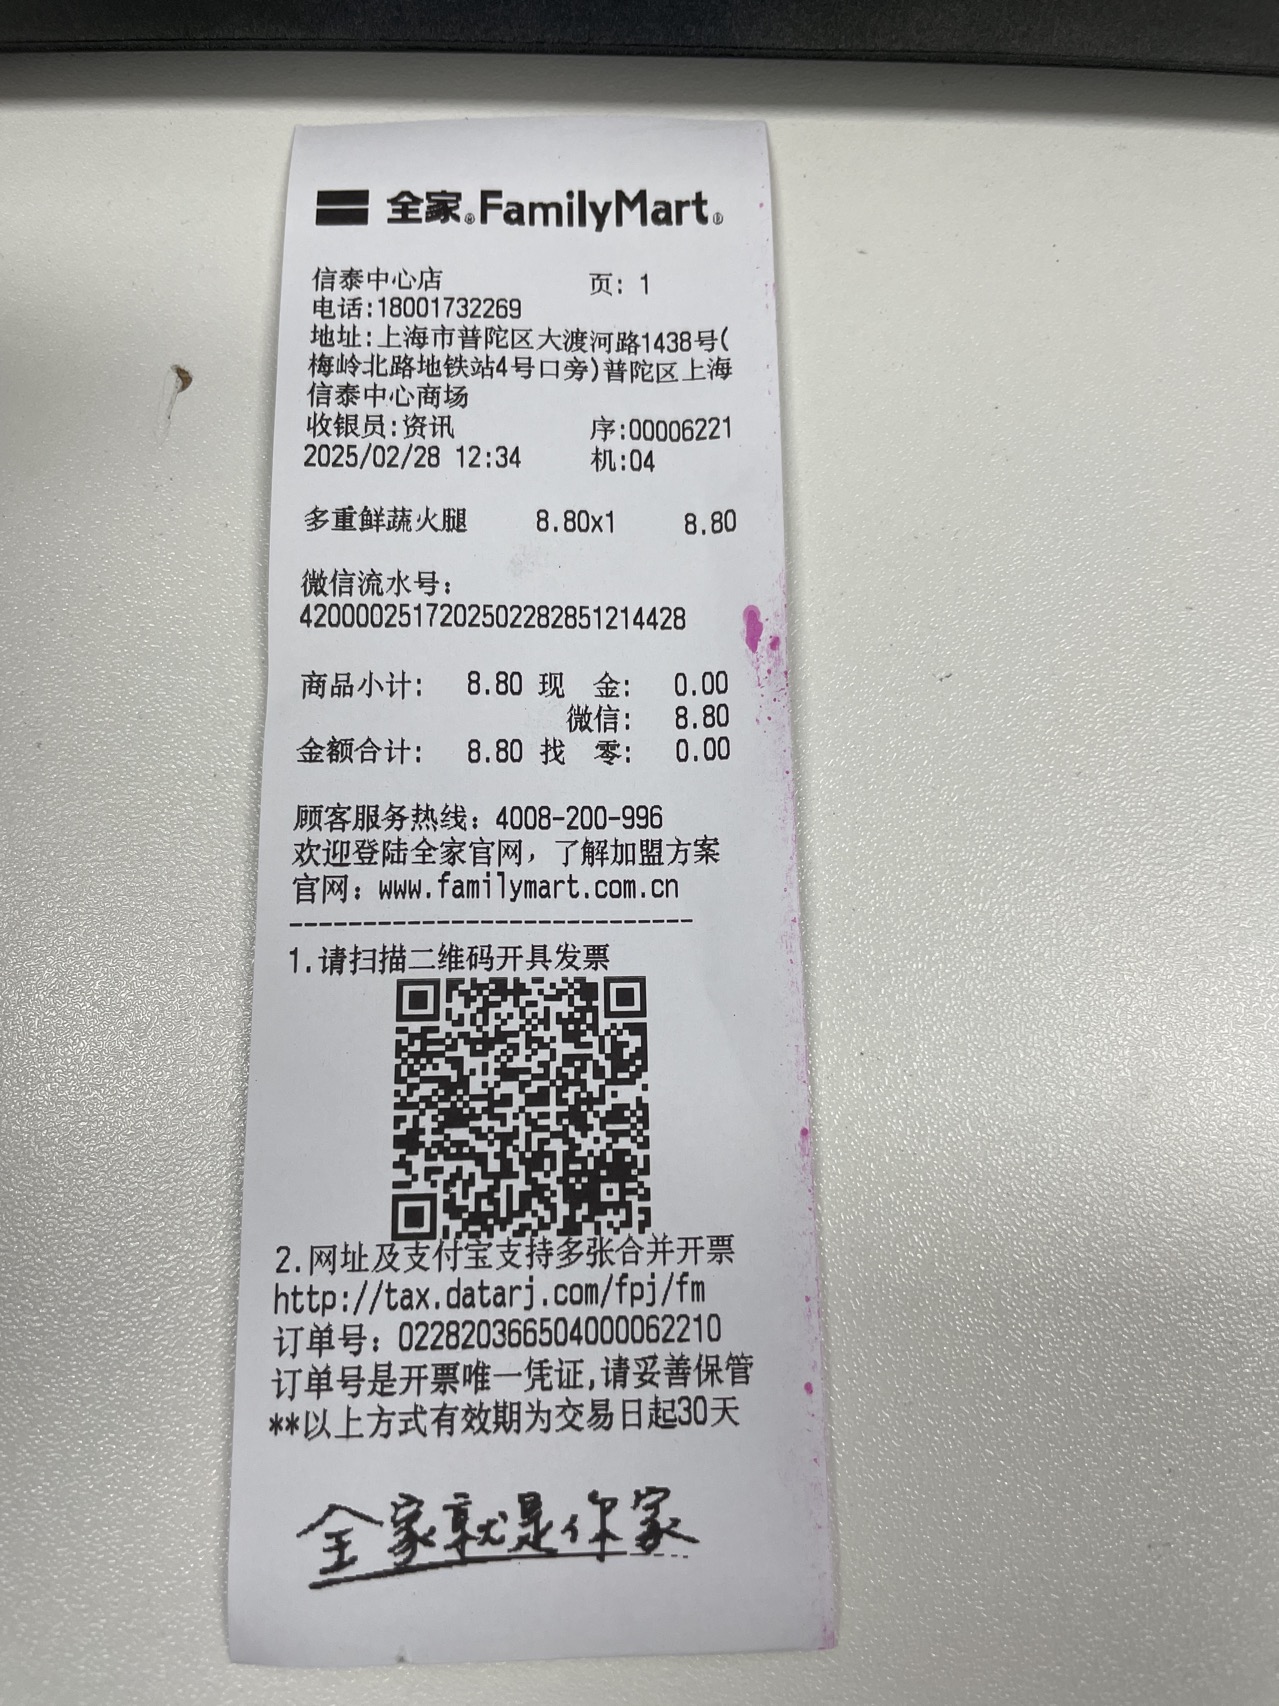 全家®FamilyMart®
信泰中心店 页: 1
电话:18001732269
地址:上海市普陀区大渡河路1438号(
梅岭北路地铁站4号口旁)普陀区上海
信泰中心商场
收银员:资讯 序:00006221
2025/02/28 12:34 机:04
多重鲜蔬火腿 8.80x1 8.80
微信流水号:
4200002517202502282851214428
商品小计: 8.80 现 金: 0.00
微信: 8.80
金额合计: 8.80 找 零: 0.00
顾客服务热线: 4008-200-996
欢迎登陆全家官网，了解加盟方案
官网: www.familymart.com.cn
----------------------------
1.请扫描二维码开具发票
2.网址及支付宝支持多张合并开票
http://tax.datarj.com/fpj/fm
订单号: 022820366504000062210
订单号是开票唯一凭证,请妥善保管
**以上方式有效期为交易日起30天
全家就是你家